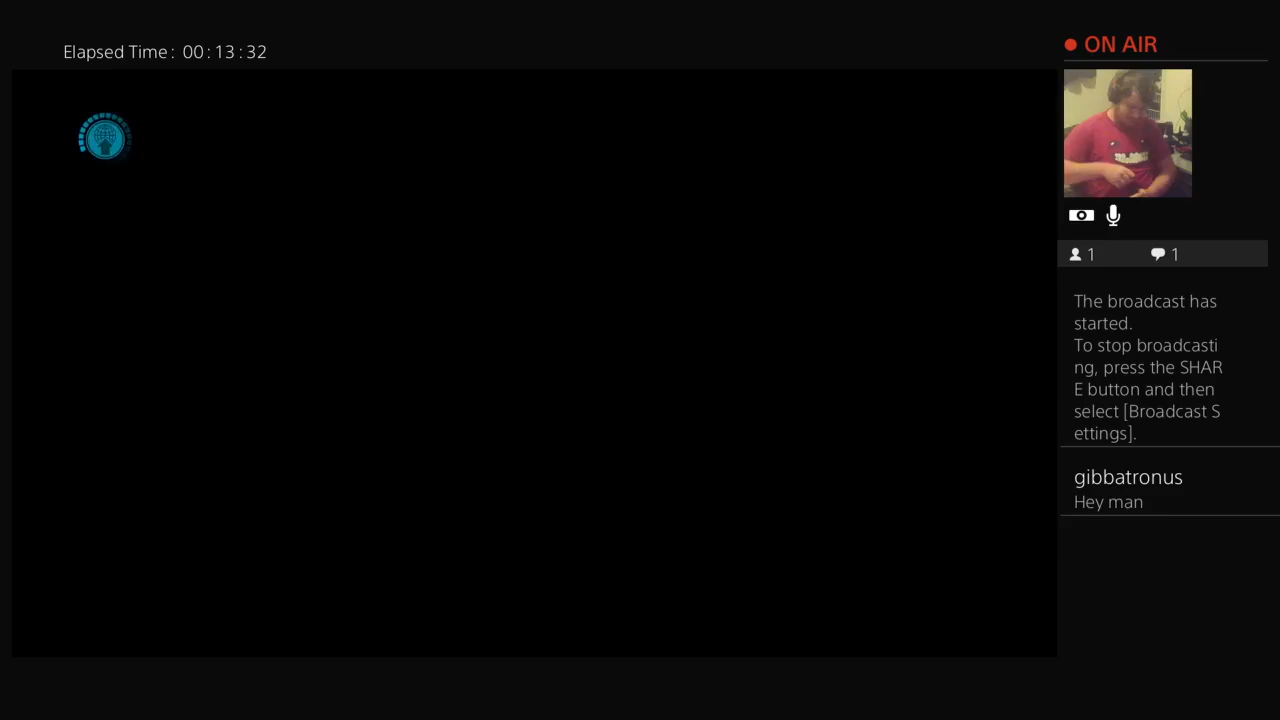 Elapsed Time: 00:13:32
ON AIR
1 1
The broadcast has
started.
To stop broadcasti
ng, press the SHAR
E button and then
select [Broadcast S
ettings].
gibbatronus
Hey man